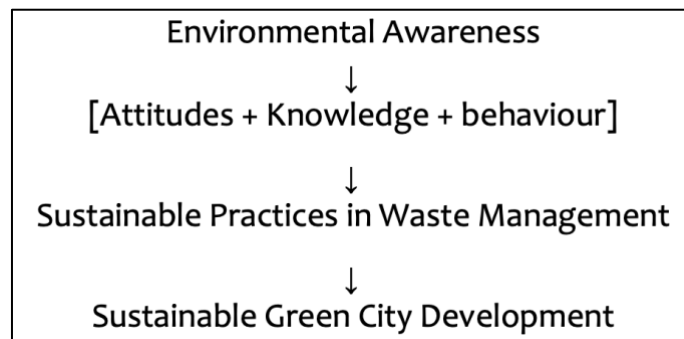 Environmental Awareness
↓
[Attitudes + Knowledge + behaviour]
↓
Sustainable Practices in Waste Management
↓
Sustainable Green City Development